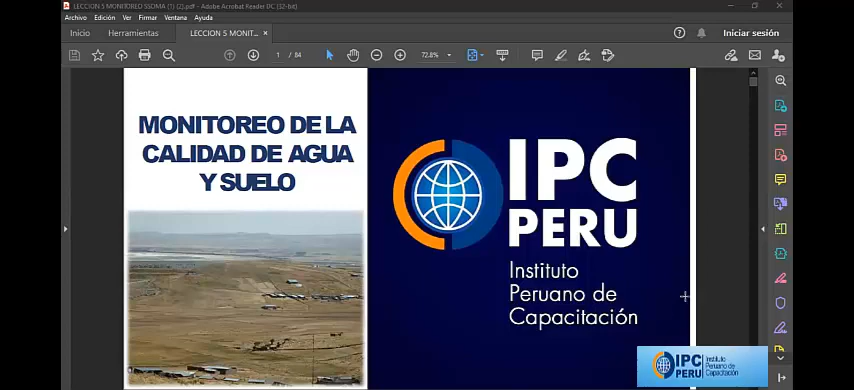 LECCION 5 MONITOREO SSOMA (1) (2).pdf - Adobe Acrobat Reader DC (32-bit)
Archivo Edición Ver Firmar Ventana Ayuda
Inicio Herramientas LECCION 5 MONIT... × Iniciar sesión
1 / 84 72.8%
MONITOREO DE LA
CALIDAD DE AGUA
Y SUELO
IPC
PERU
Instituto
Peruano de
Capacitación
IPC
PERU
Instituto
Peruano de
Capacitación